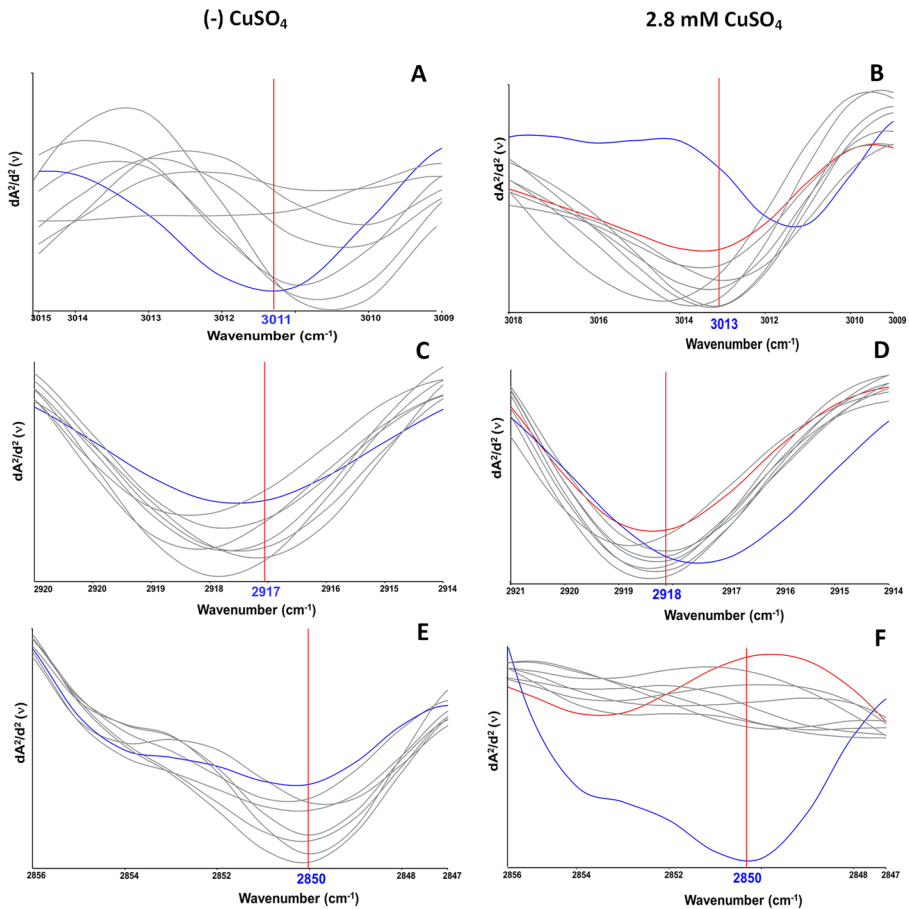 (-) CuSO₄
2.8 mM CuSO₄
A
dA²/d² (ν)
3015 3014 3013 3012 3011 3010 3009
Wavenumber (cm⁻¹)
B
dA²/d² (ν)
3018 3016 3014 3013 3012 3010 3009
Wavenumber (cm⁻¹)
C
dA²/d² (ν)
2920 2920 2919 2918 2917 2916 2915 2914
Wavenumber (cm⁻¹)
D
dA²/d² (ν)
2921 2920 2919 2918 2917 2916 2915 2914
Wavenumber (cm⁻¹)
E
dA²/d² (ν)
2856 2854 2852 2850 2848 2847
Wavenumber (cm⁻¹)
F
dA²/d² (ν)
2856 2854 2852 2850 2848 2847
Wavenumber (cm⁻¹)